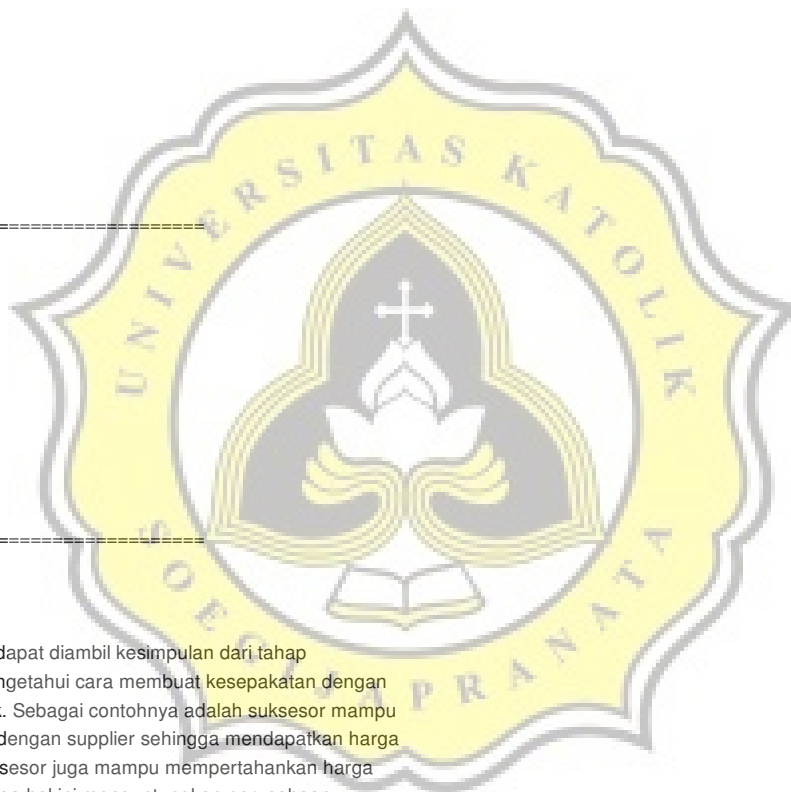 ==================
UNIVERSITAS KATOLIK
SOEGIJAPRANATA
==================
dapat diambil kesimpulan dari tahap
ngetahui cara membuat kesepakatan dengan
k. Sebagai contohnya adalah suksesor mampu
dengan supplier sehingga mendapatkan harga
sesor juga mampu mempertahankan harga